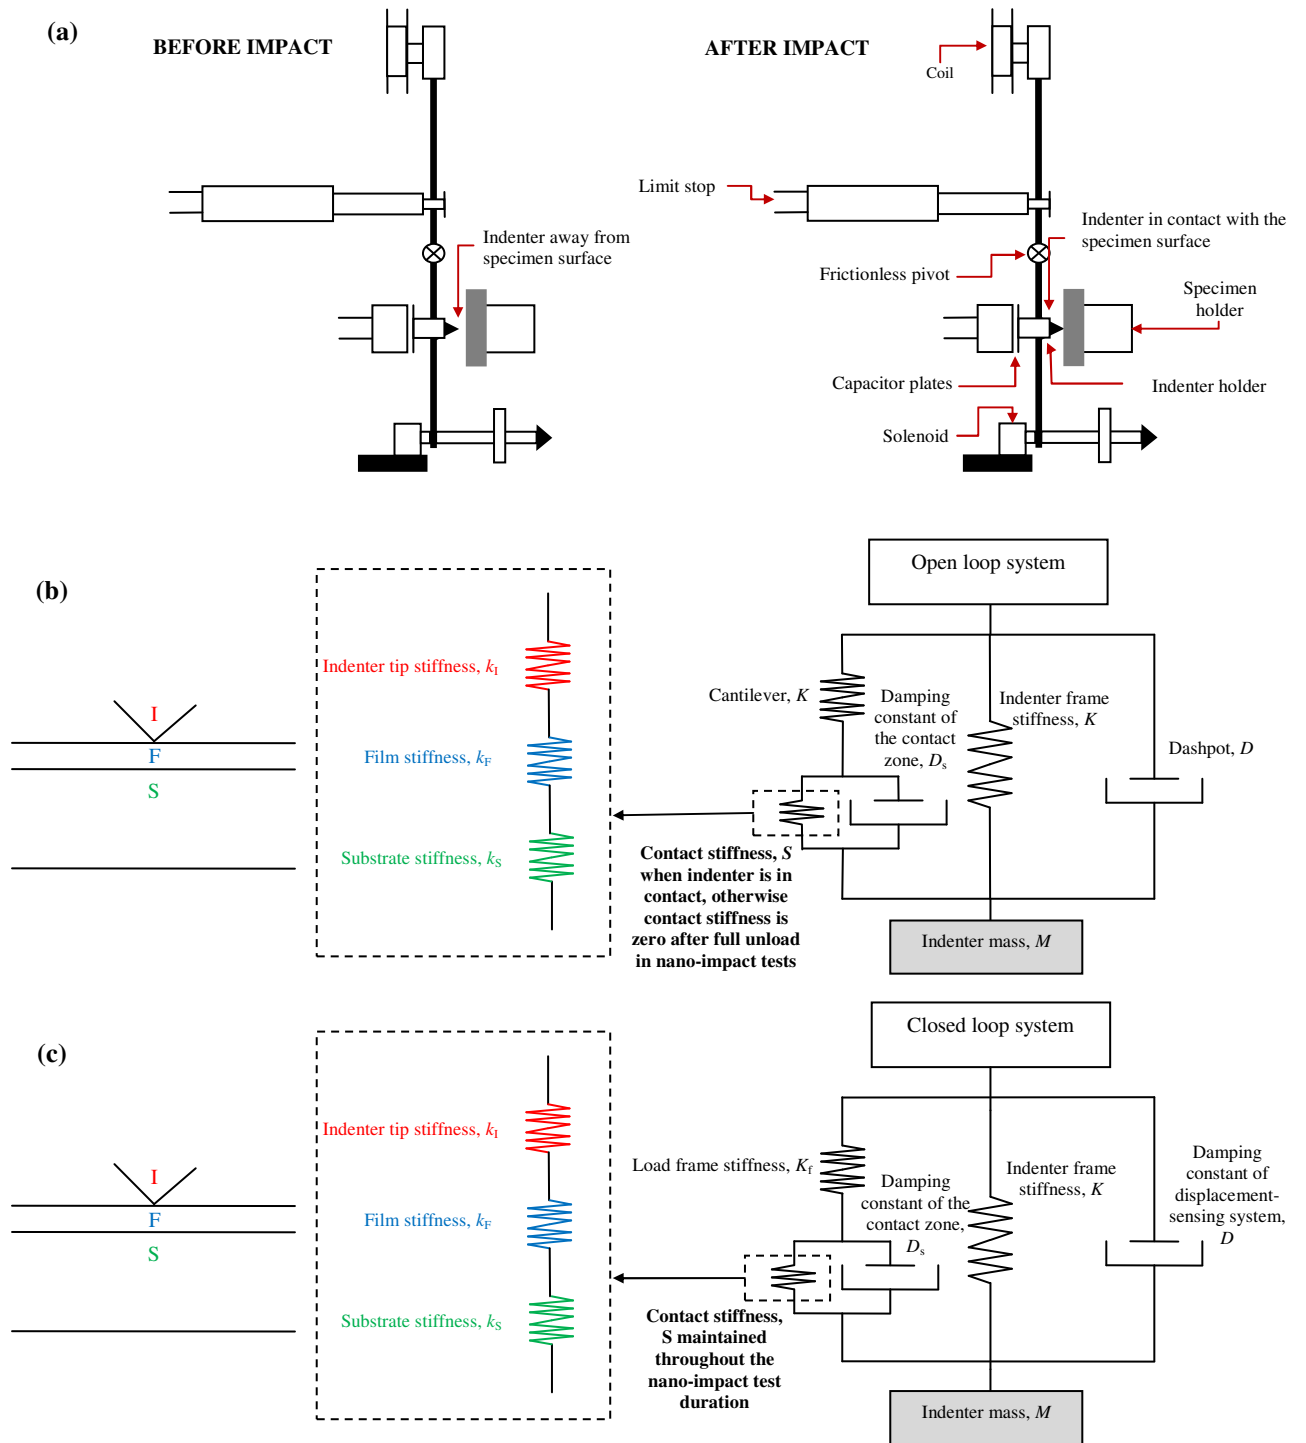 (a)
BEFORE IMPACT
AFTER IMPACT
Coil
Limit stop
Indenter away from
specimen surface
Indenter in contact with the
specimen surface
Frictionless pivot
Specimen
holder
Capacitor plates
Indenter holder
Solenoid
(b)
I
F
S
Indenter tip stiffness, kI
Film stiffness, kF
Substrate stiffness, kS
Open loop system
Cantilever, K
Damping
constant of
the contact
zone, Ds
Indenter frame
stiffness, K
Dashpot, D
Contact stiffness, S
when indenter is in
contact, otherwise
contact stiffness is
zero after full unload
in nano-impact tests
Indenter mass, M
(c)
I
F
S
Indenter tip stiffness, kI
Film stiffness, kF
Substrate stiffness, kS
Closed loop system
Load frame stiffness, Kf
Damping
constant of the
contact zone,
Ds
Indenter frame
stiffness, K
Damping
constant of
displacement-
sensing system,
D
Contact stiffness,
S maintained
throughout the
nano-impact test
duration
Indenter mass, M